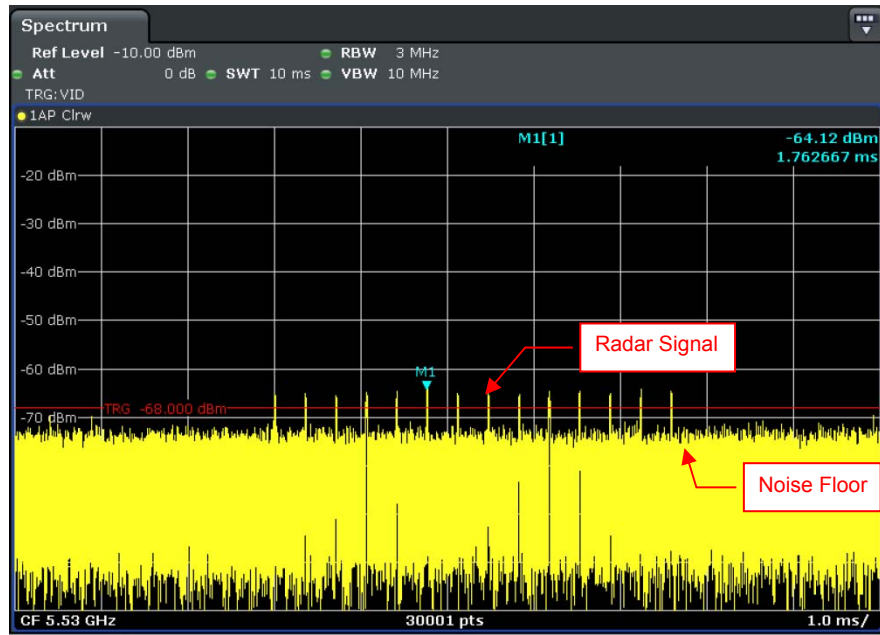 Spectrum
Ref Level -10.00 dBm RBW 3 MHz
Att 0 dB SWT 10 ms VBW 10 MHz
TRG:VID
1AP Clrw
M1[1] -64.12 dBm
1.762667 ms
-20 dBm
-30 dBm
-40 dBm
-50 dBm
Radar Signal
-60 dBm
M1
TRG -68.000 dBm
-70 dBm
Noise Floor
CF 5.53 GHz 30001 pts 1.0 ms/